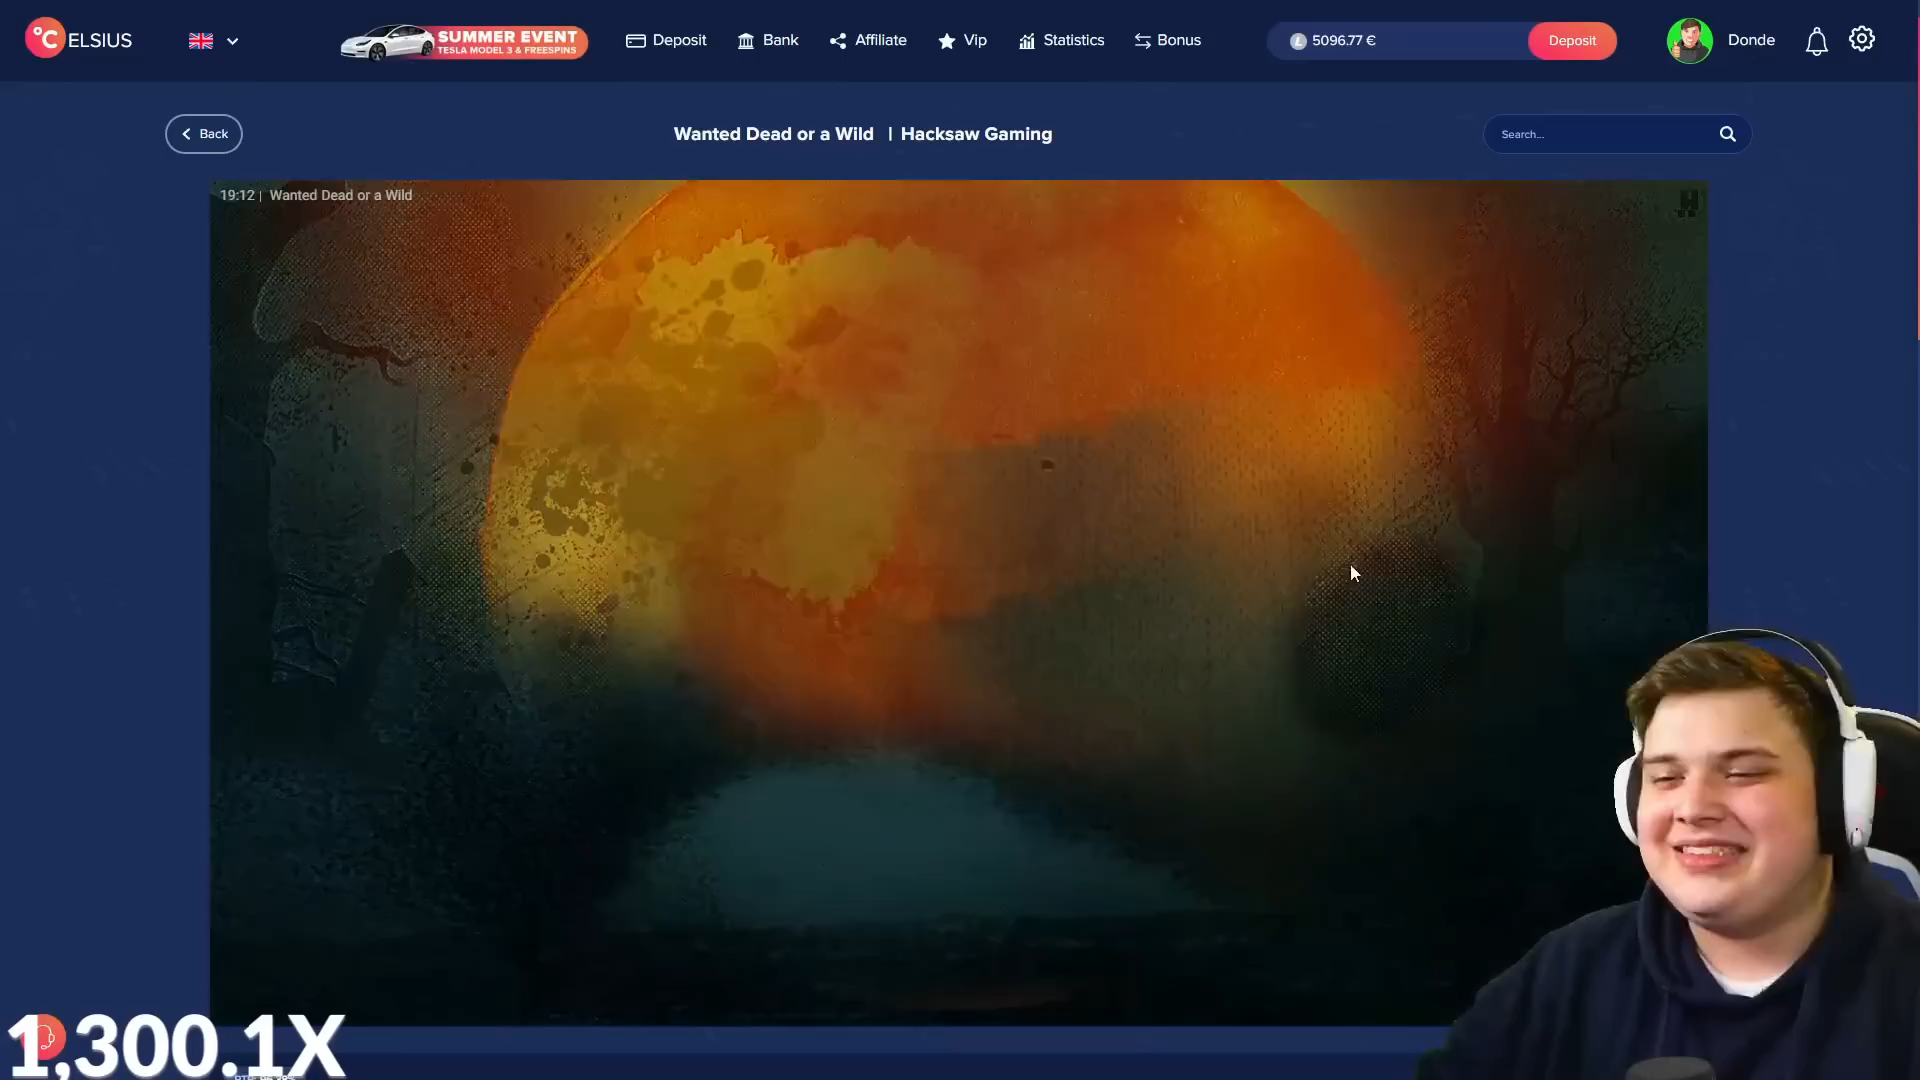 °C ELSIUS
SUMMER EVENT
TESLA MODEL 3 & FREESPINS
Deposit
Bank
Affiliate
Vip
Statistics
Bonus
5096.77 €
Deposit
Donde
Back
Wanted Dead or a Wild | Hacksaw Gaming
Search...
19:12 | Wanted Dead or a Wild
1,300.1X